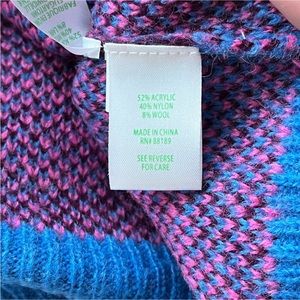 52% ACRYLIC
40% NYLON
8% WOOL
MADE IN CHINA
RN# 88189
SEE REVERSE
FOR CARE